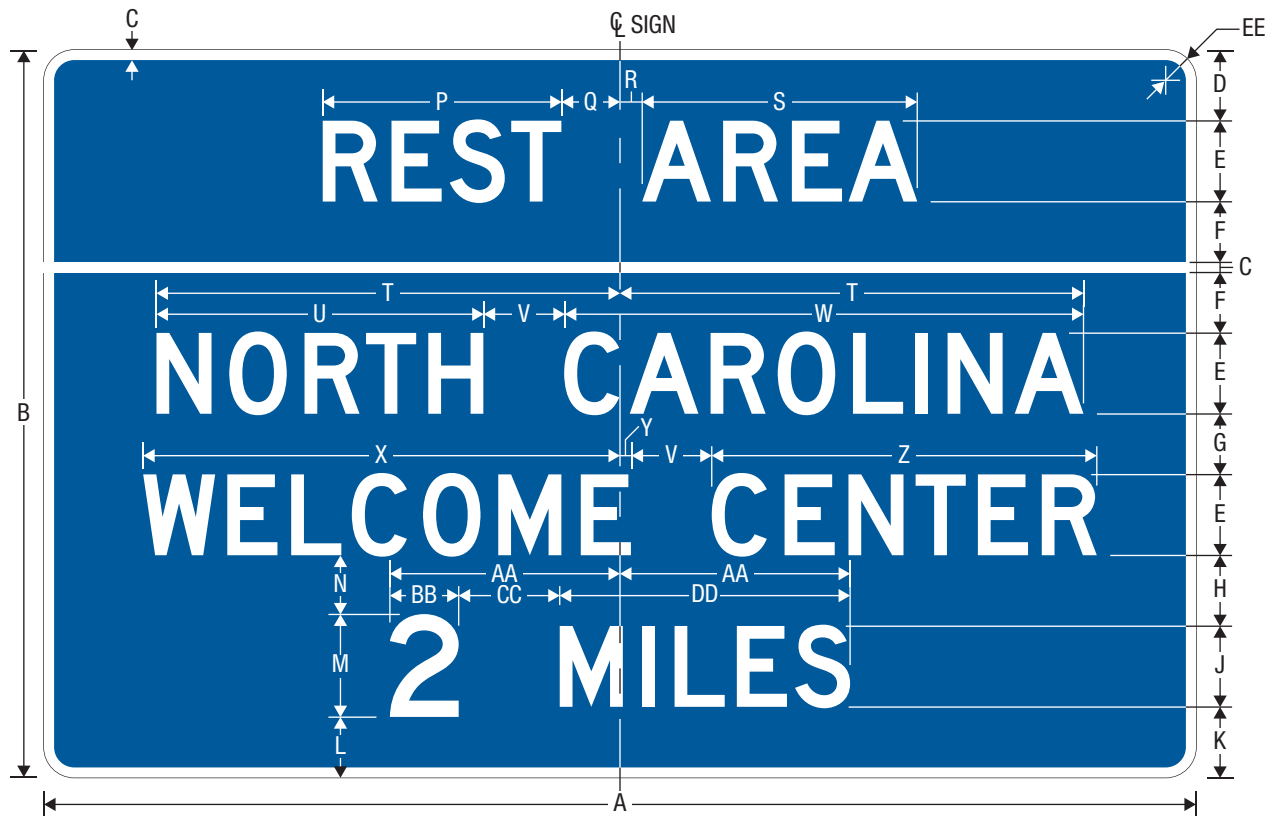 C
℄ SIGN
EE
R
D
P
Q
S
REST AREA
E
F
C
T
T
F
U
V
W
NORTH CAROLINA
E
B
Y
G
X
V
Z
WELCOME CENTER
E
AA
AA
N
H
BB
CC
DD
2 MILES
M
J
L
K
A